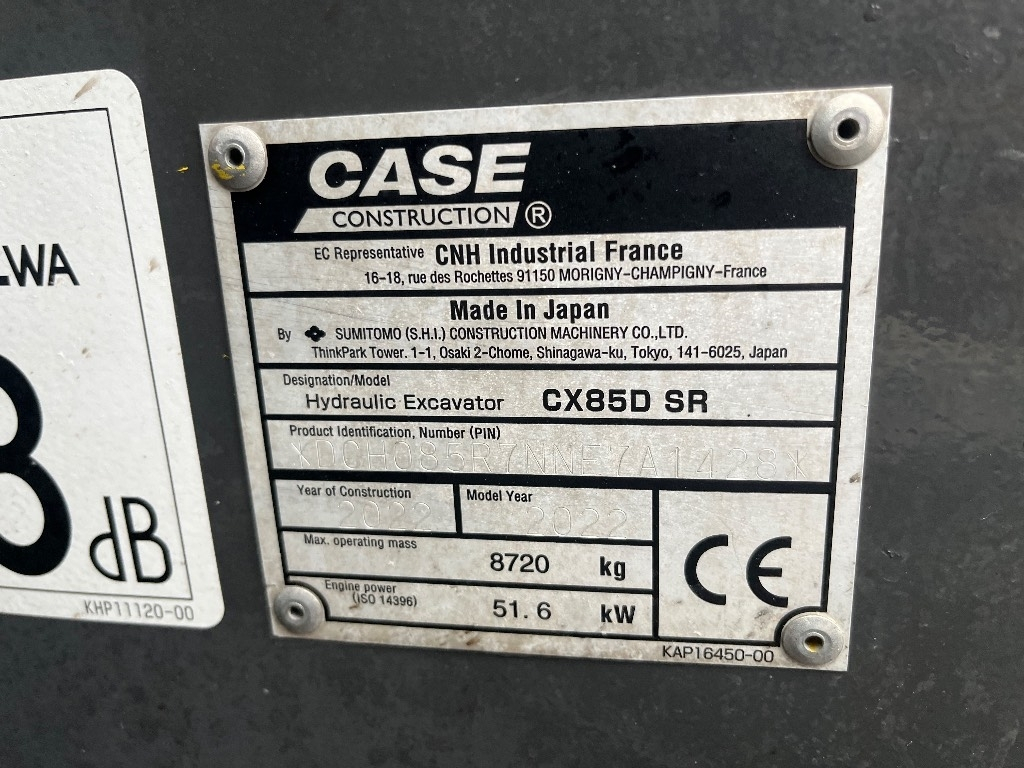 LWA
dB
KHP11120-00
CASE
CONSTRUCTION ®
EC Representative CNH Industrial France
16-18, rue des Rochettes 91150 MORIGNY-CHAMPIGNY-France
Made In Japan
By SUMITOMO (S.H.I.) CONSTRUCTION MACHINERY CO.,LTD.
ThinkPark Tower. 1-1, Osaki 2-Chome, Shinagawa-ku, Tokyo, 141-6025, Japan
Designation/Model
Hydraulic Excavator CX85D SR
Product Identification, Number (PIN)
Year of Construction Model Year
2022 2022
Max. operating mass
8720 kg
Engine power
(ISO 14396)
51.6 kW
CE
KAP16450-00